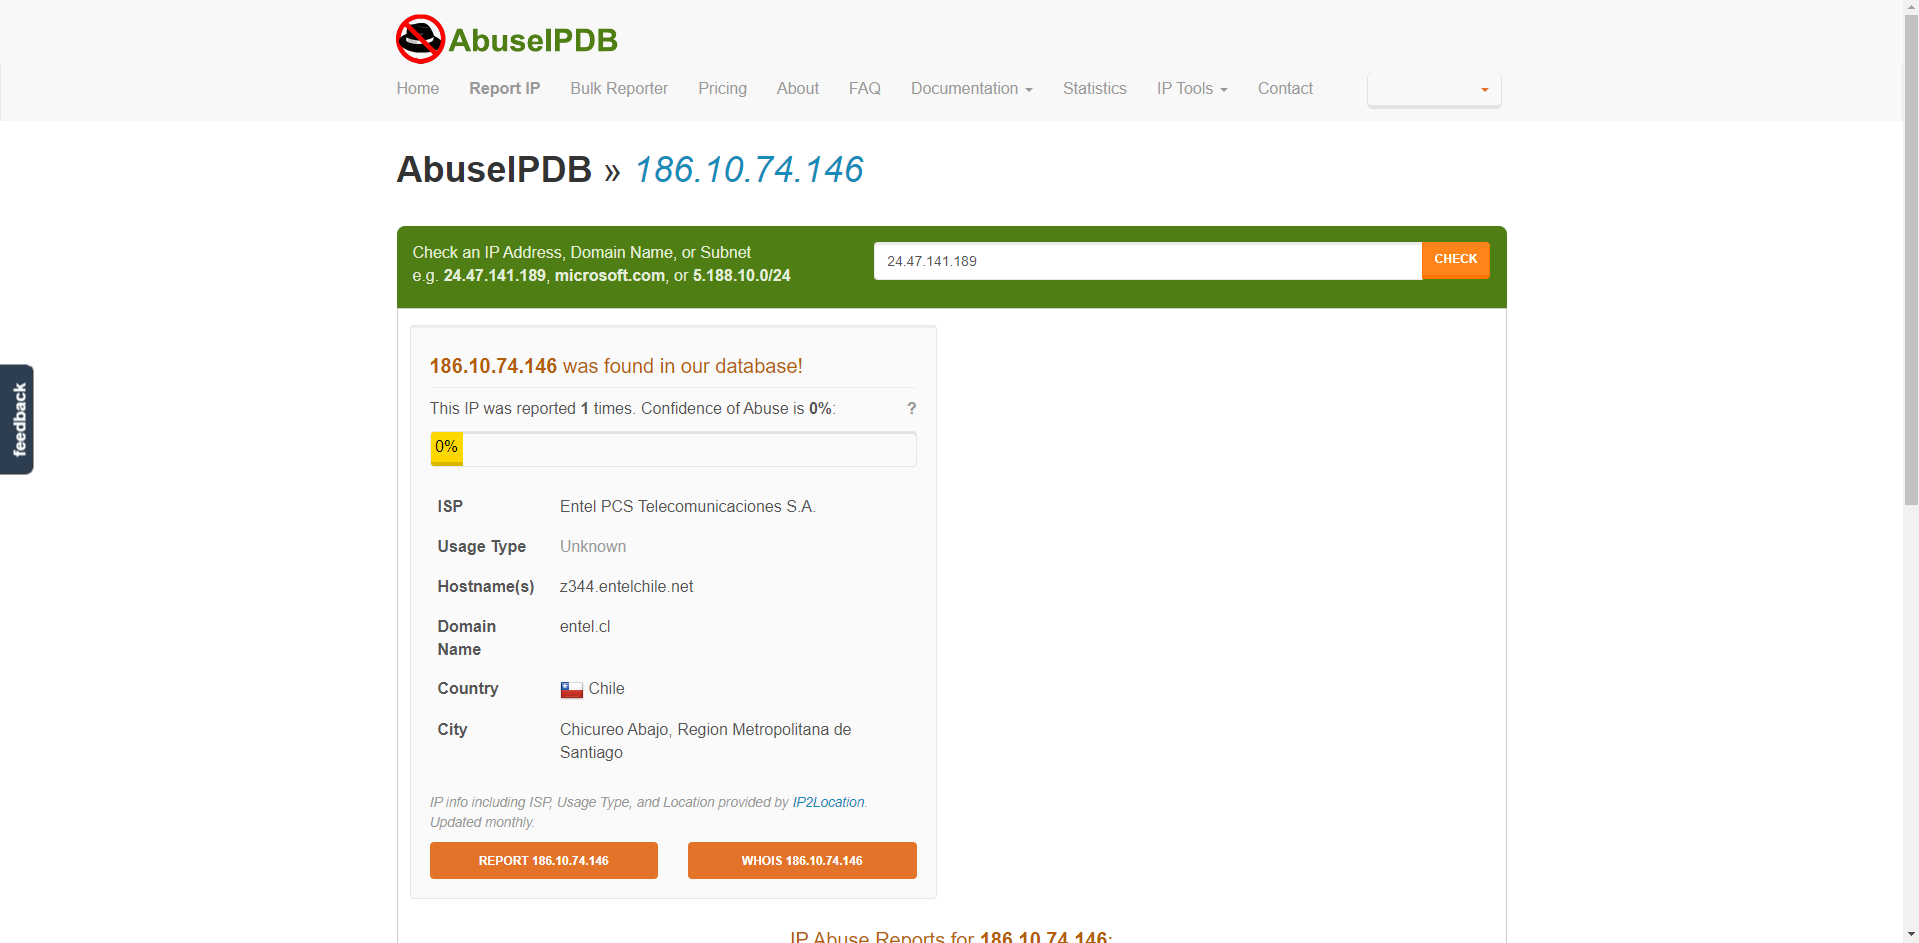 AbuseIPDB
Home Report IP Bulk Reporter Pricing About FAQ Documentation Statistics IP Tools Contact
AbuseIPDB » 186.10.74.146
Check an IP Address, Domain Name, or Subnet
e.g. 24.47.141.189, microsoft.com, or 5.188.10.0/24
24.47.141.189
CHECK
feedback
186.10.74.146 was found in our database!
This IP was reported 1 times. Confidence of Abuse is 0%: ?
0%
ISP Entel PCS Telecomunicaciones S.A.
Usage Type Unknown
Hostname(s) z344.entelchile.net
Domain Name entel.cl
Country Chile
City Chicureo Abajo, Region Metropolitana de
Santiago
IP info including ISP, Usage Type, and Location provided by IP2Location.
Updated monthly.
REPORT 186.10.74.146 WHOIS 186.10.74.146
IP Abuse Reports for 186.10.74.146: